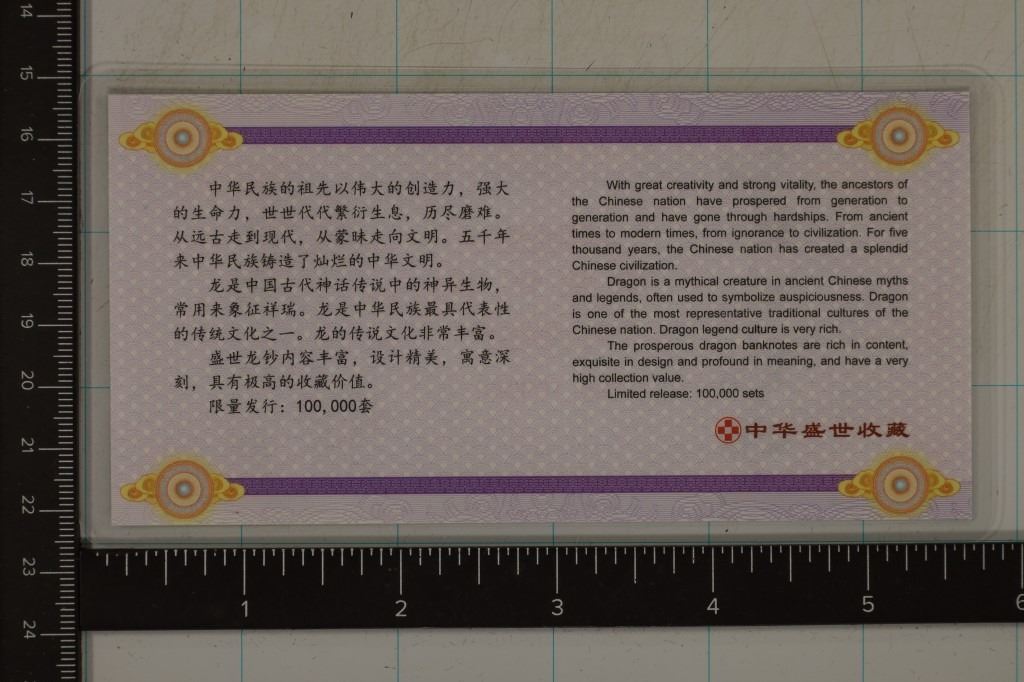 中华民族的祖先以伟大的创造力，强大
的生命力，世世代代繁衍生息，历尽磨难。
从远古走到现代，从蒙昧走向文明。五千年
来中华民族铸造了灿烂的中华文明。
龙是中国古代神话传说中的神异生物，
常用来象征祥瑞。龙是中华民族最具代表性
的传统文化之一。龙的传说文化非常丰富。
盛世龙钞内容丰富，设计精美，寓意深
刻，具有极高的收藏价值。
限量发行：100,000套
With great creativity and strong vitality, the ancestors of
the Chinese nation have prospered from generation to
generation and have gone through hardships. From ancient
times to modern times, from ignorance to civilization. For five
thousand years, the Chinese nation has created a splendid
Chinese civilization.
Dragon is a mythical creature in ancient Chinese myths
and legends, often used to symbolize auspiciousness. Dragon
is one of the most representative traditional cultures of the
Chinese nation. Dragon legend culture is very rich.
The prosperous dragon banknotes are rich in content,
exquisite in design and profound in meaning, and have a very
high collection value.
Limited release: 100,000 sets
中华盛世收藏
14
15
16
17
18
19
20
21
22
23
24
1 2 3 4 5 6